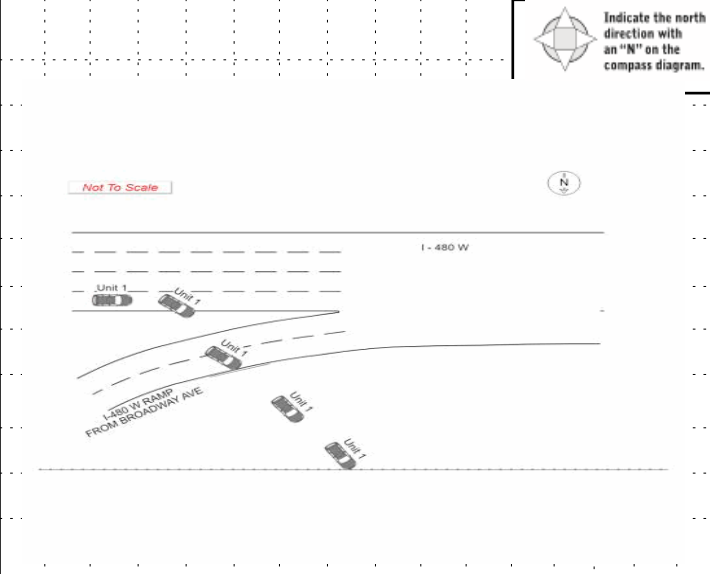 Indicate the north
direction with
an “N” on the
compass diagram.
Not To Scale
N
I - 480 W
Unit 1
Unit 1
Unit 1
I-480 W RAMP
FROM BROADWAY AVE
Unit 1
Unit 1